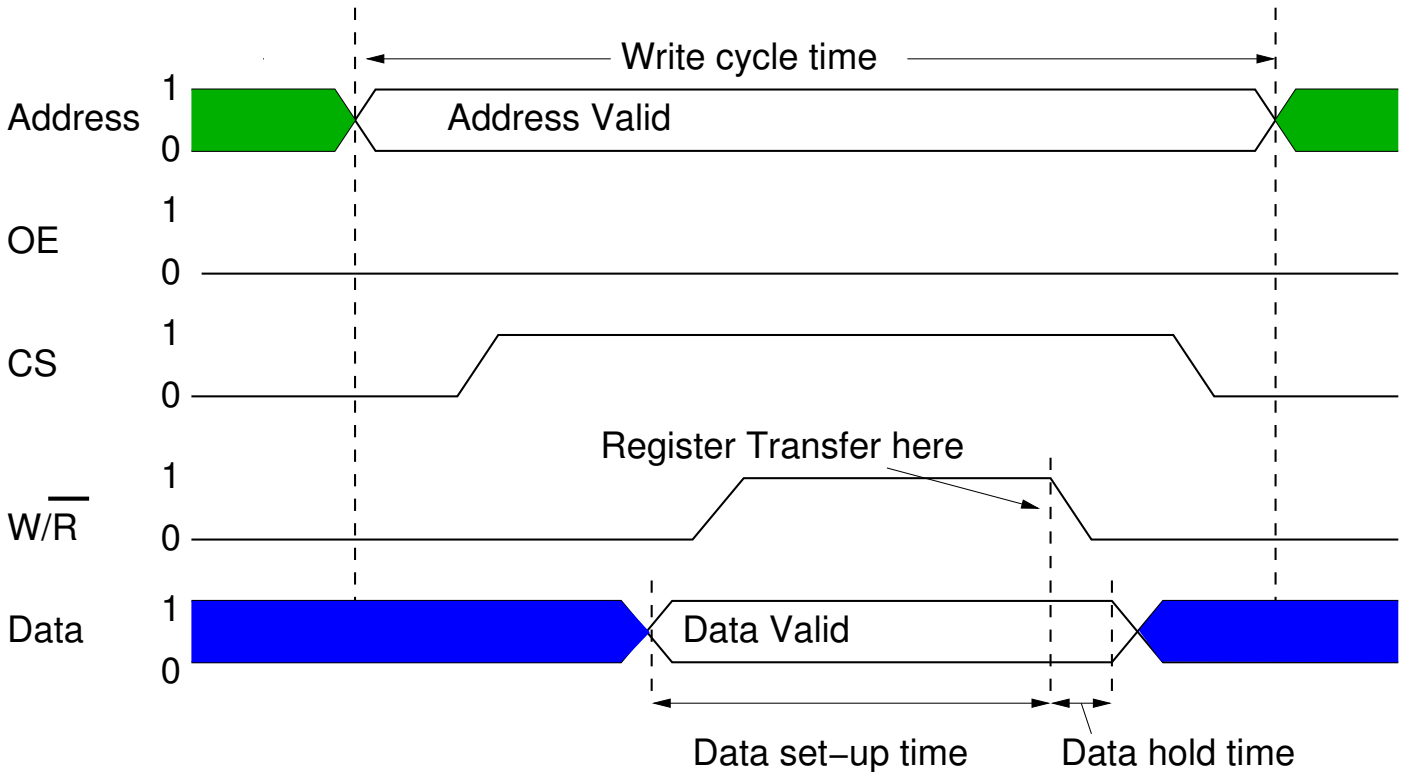 Write cycle time
1
Address
Address Valid
0
1
OE
0
1
CS
0
Register Transfer here
1
W/R̅
0
1
Data
Data Valid
0
Data set−up time
Data hold time